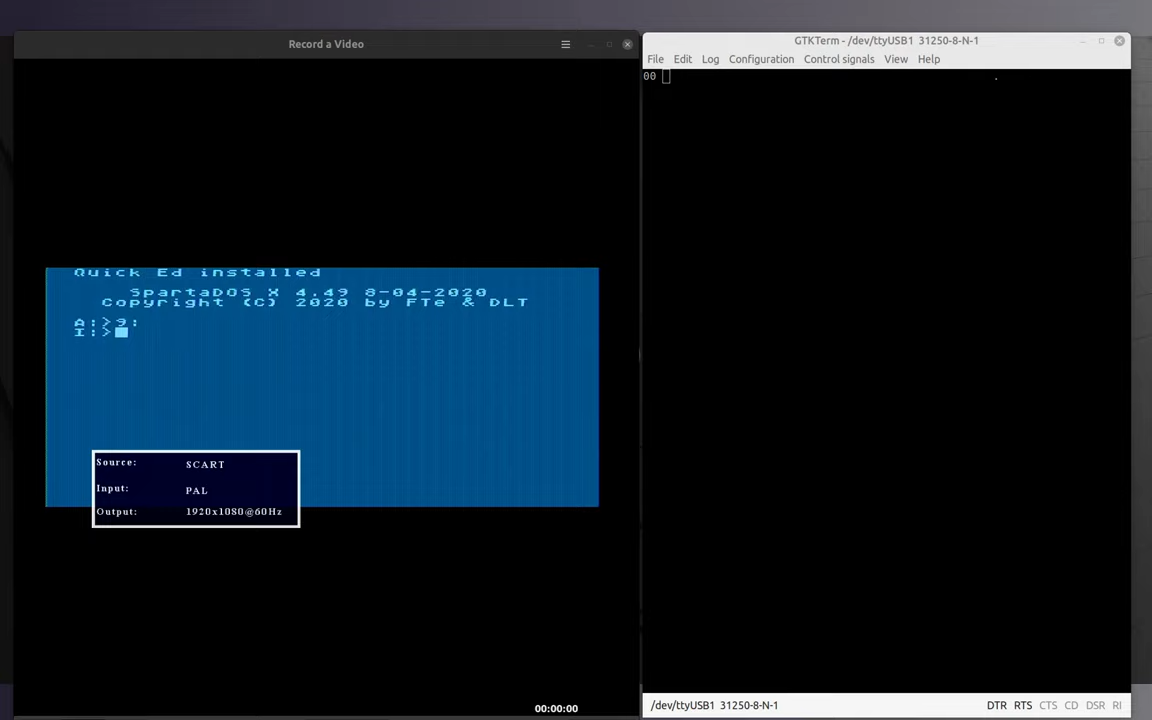 Record a Video
Quick Ed installed
SpartaDOS X 4.49 8-04-2020
Copyright (C) 2020 by FTe & DLT
A:>9:
I:>
Source: SCART
Input: PAL
Output: 1920x1080@60Hz
00:00:00
GTKTerm - /dev/ttyUSB1 31250-8-N-1
File Edit Log Configuration Control signals View Help
00 .
/dev/ttyUSB1 31250-8-N-1 DTR RTS CTS CD DSR RI